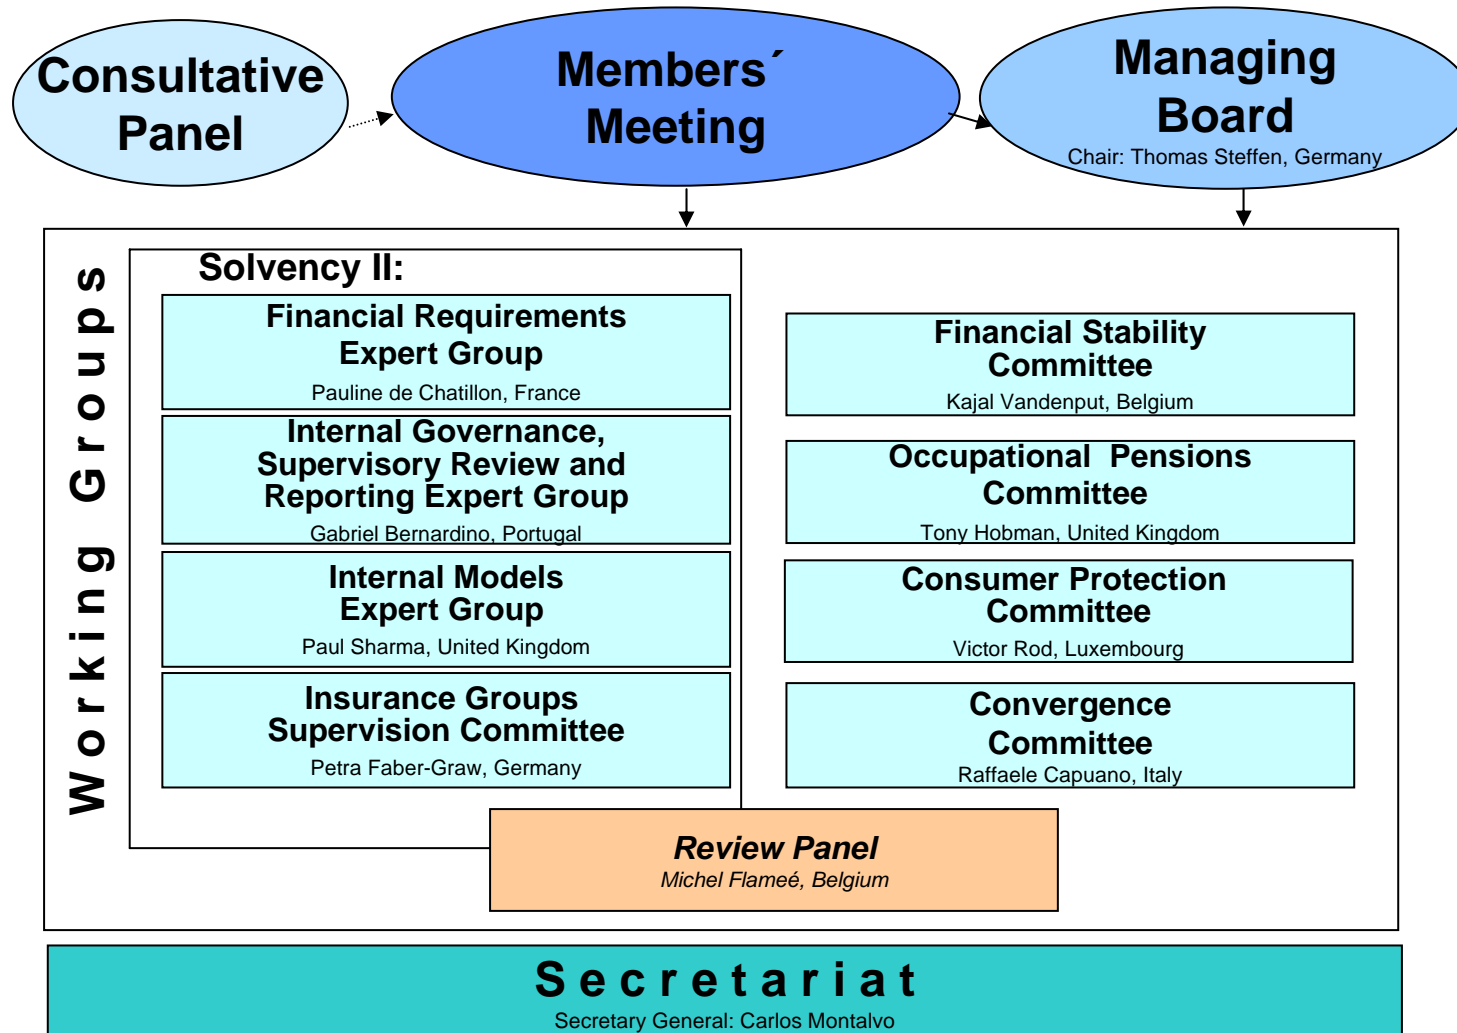 Consultative
Panel
Members´
Meeting
Managing
Board
Chair: Thomas Steffen, Germany
Working Groups
Solvency II:
Financial Requirements
Expert Group
Pauline de Chatillon, France
Internal Governance,
Supervisory Review and
Reporting Expert Group
Gabriel Bernardino, Portugal
Internal Models
Expert Group
Paul Sharma, United Kingdom
Insurance Groups
Supervision Committee
Petra Faber-Graw, Germany
Financial Stability
Committee
Kajal Vandenput, Belgium
Occupational Pensions
Committee
Tony Hobman, United Kingdom
Consumer Protection
Committee
Victor Rod, Luxembourg
Convergence
Committee
Raffaele Capuano, Italy
Review Panel
Michel Flameé, Belgium
Secretariat
Secretary General: Carlos Montalvo